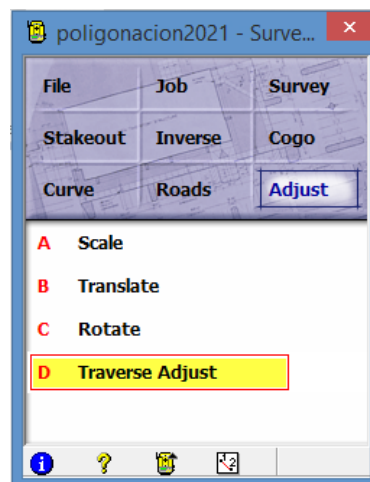 poligonacion2021 - Surve...
File Job Survey
Stakeout Inverse Cogo
Curve Roads Adjust
A Scale
B Translate
C Rotate
D Traverse Adjust